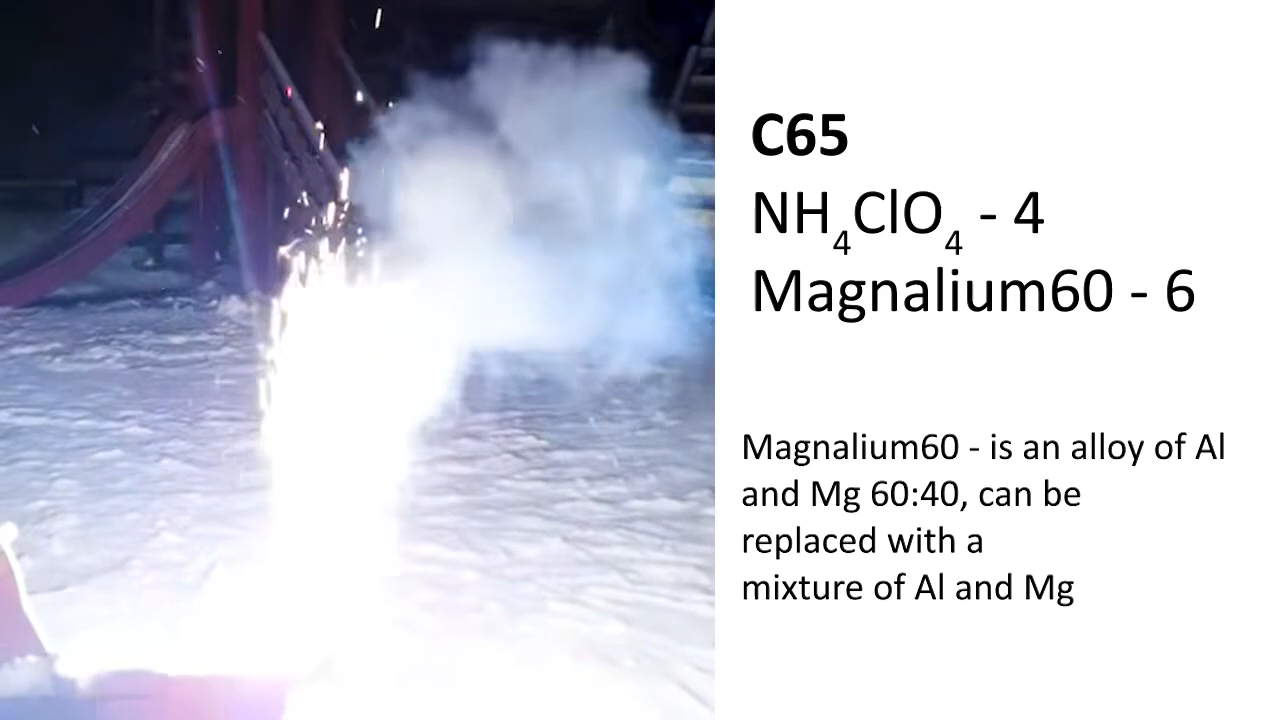 C65
NH₄ClO₄ - 4
Magnalium60 - 6
Magnalium60 - is an alloy of Al
and Mg 60:40, can be
replaced with a
mixture of Al and Mg